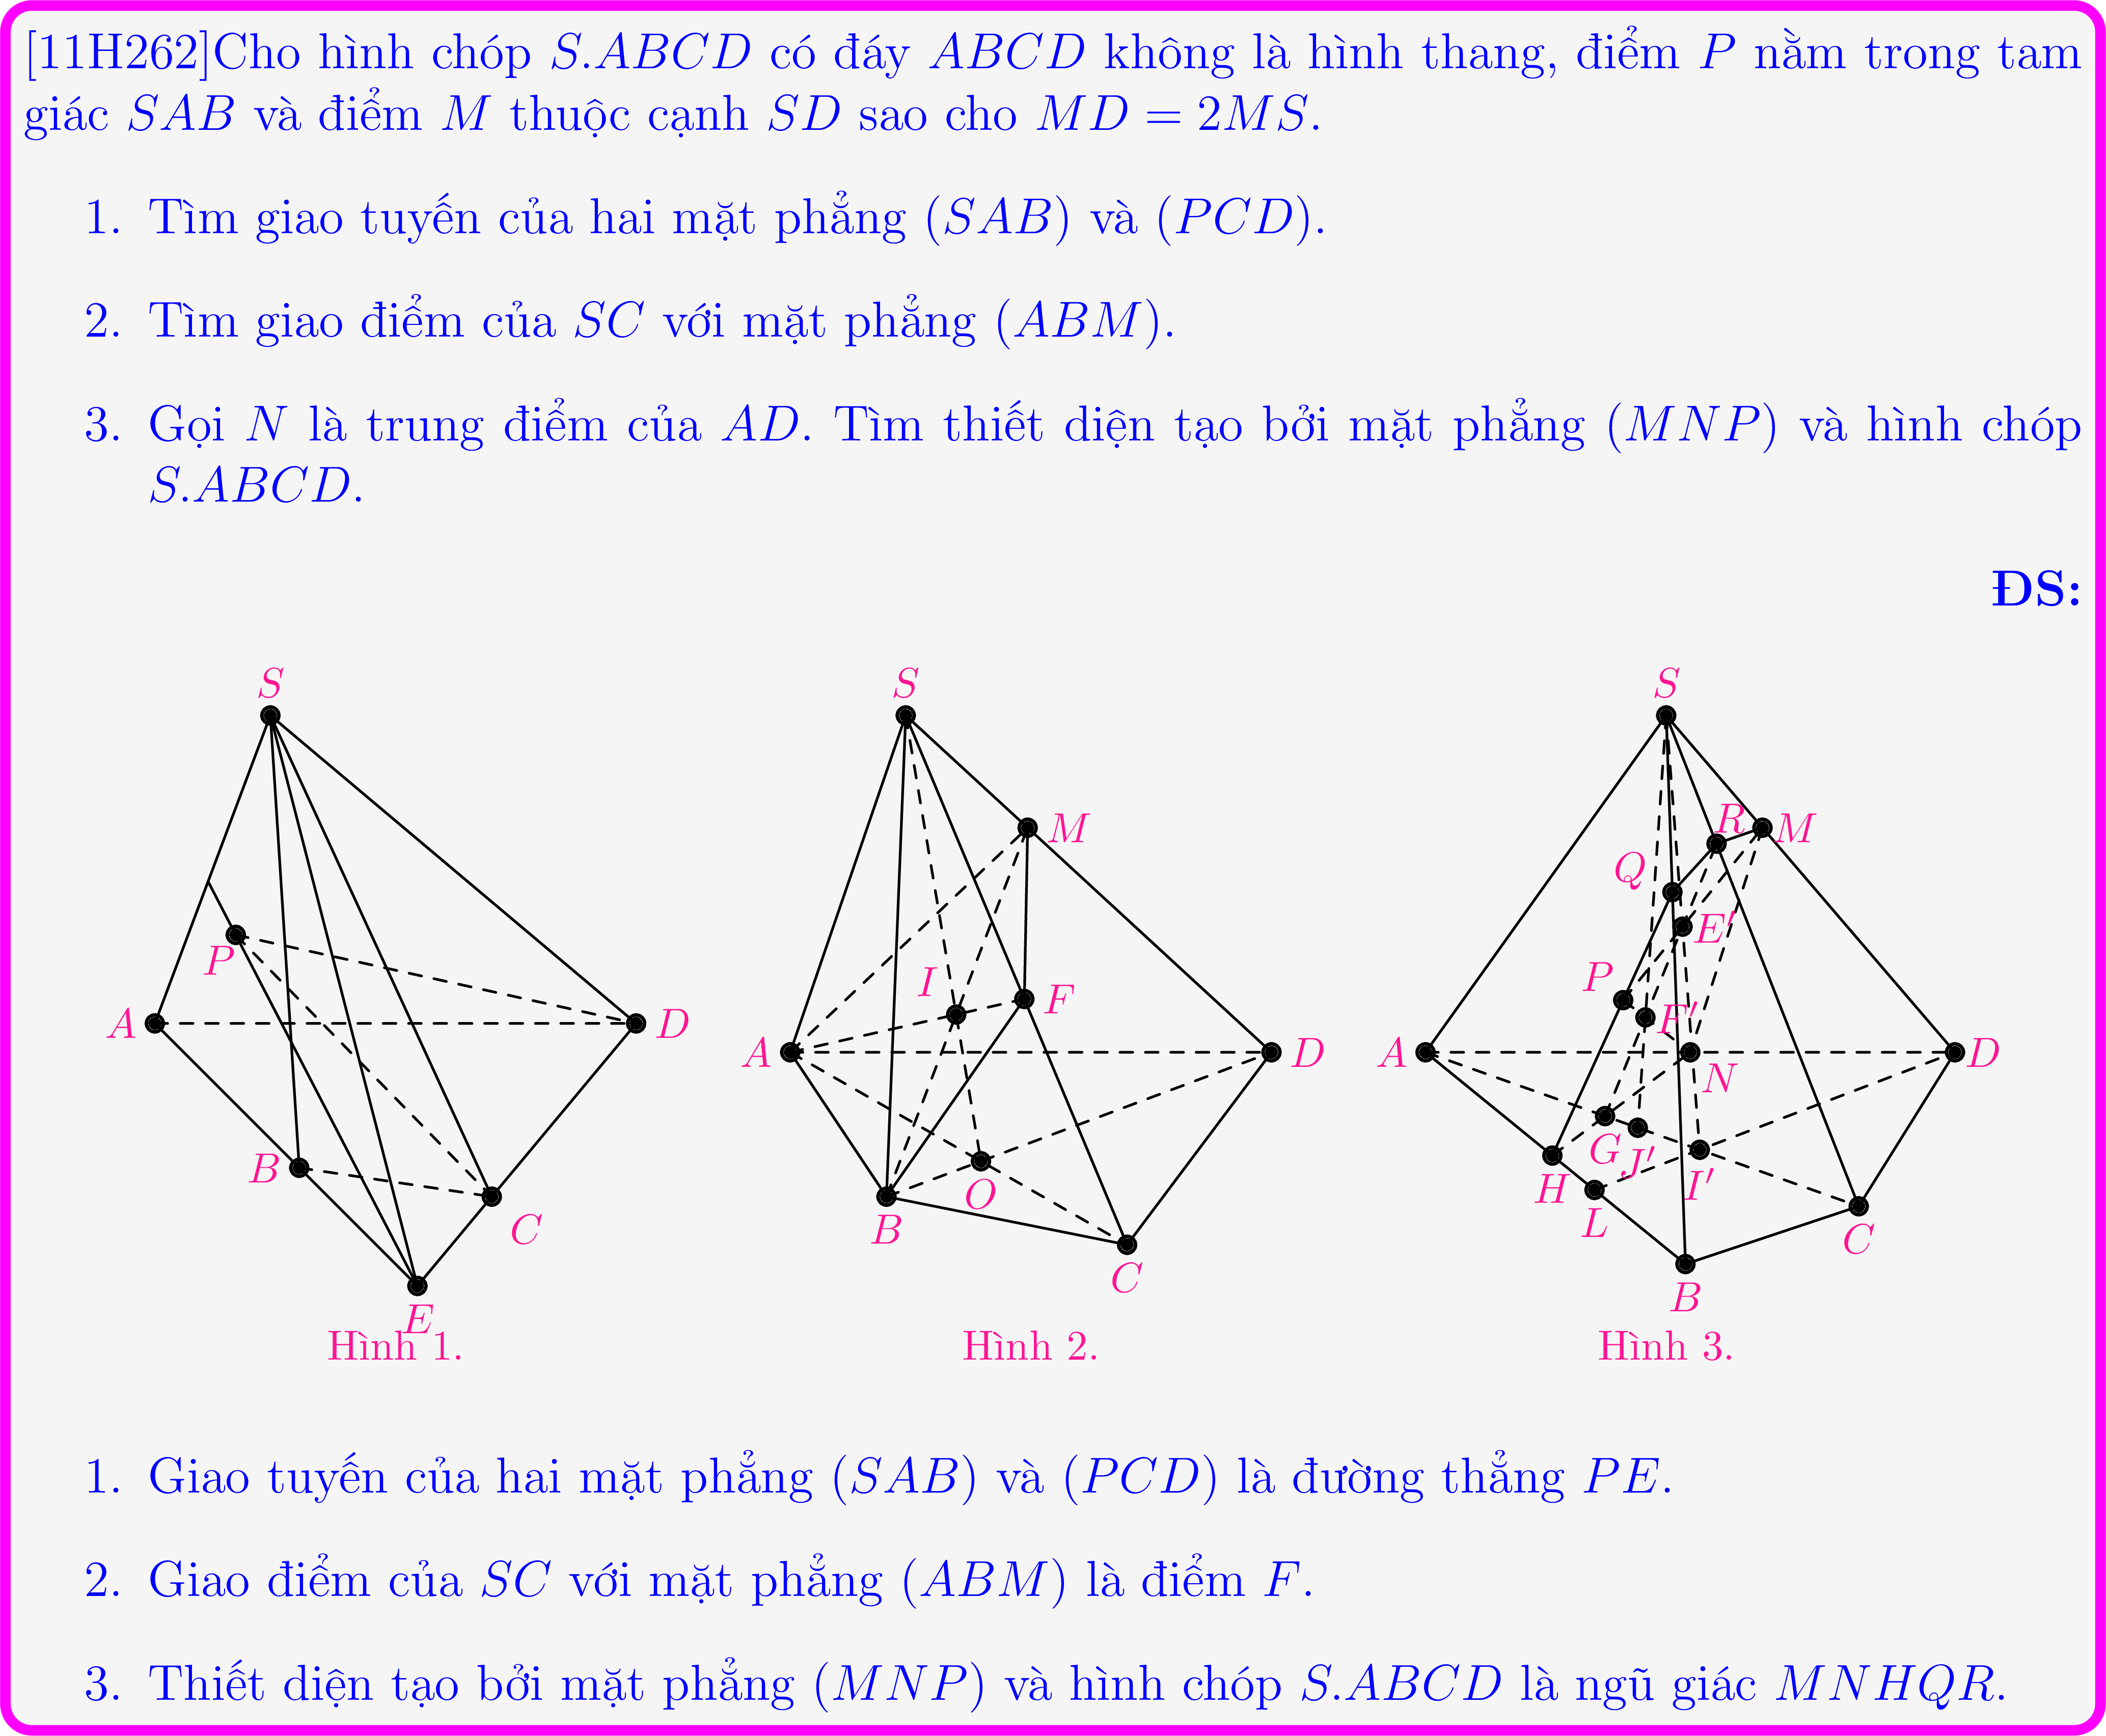 [11H262]Cho hình chóp S.ABCD có đáy ABCD không là hình thang, điểm P nằm trong tam
giác SAB và điểm M thuộc cạnh SD sao cho MD = 2MS.
1. Tìm giao tuyến của hai mặt phẳng (SAB) và (PCD).
2. Tìm giao điểm của SC với mặt phẳng (ABM).
3. Gọi N là trung điểm của AD. Tìm thiết diện tạo bởi mặt phẳng (MNP) và hình chóp
S.ABCD.
ĐS:
S
P
A
D
B
C
E
Hình 1.
S
M
I
F
A
D
B
O
C
Hình 2.
S
R
M
Q
E'
P
F'
A
D
N
G
J'
H
I'
L
C
B
Hình 3.
1. Giao tuyến của hai mặt phẳng (SAB) và (PCD) là đường thẳng PE.
2. Giao điểm của SC với mặt phẳng (ABM) là điểm F.
3. Thiết diện tạo bởi mặt phẳng (MNP) và hình chóp S.ABCD là ngũ giác MNHQR.